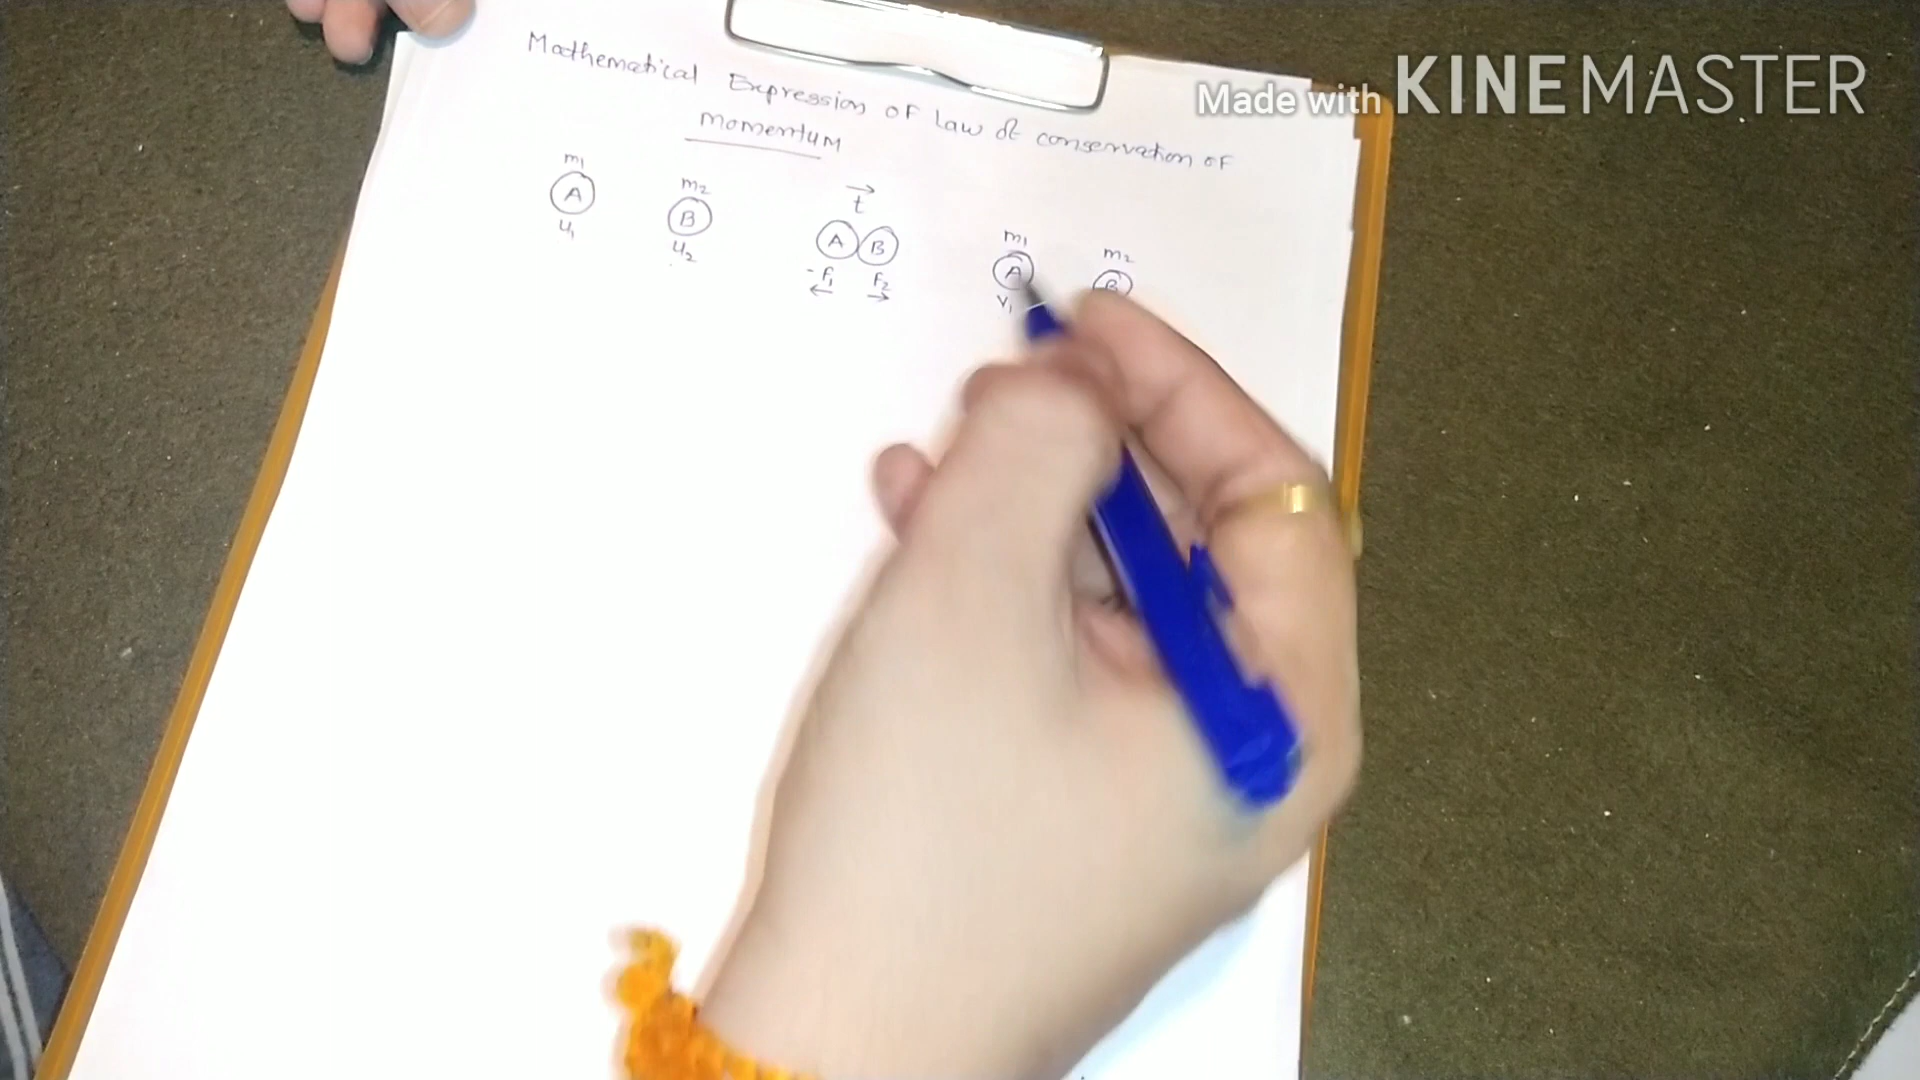 Mathematical Expression of Law of conservation of
momentum
m1 m2 t m1 m2
A B A B A B
u1 u2 -F1 F2 v1
Made with KINEMASTER